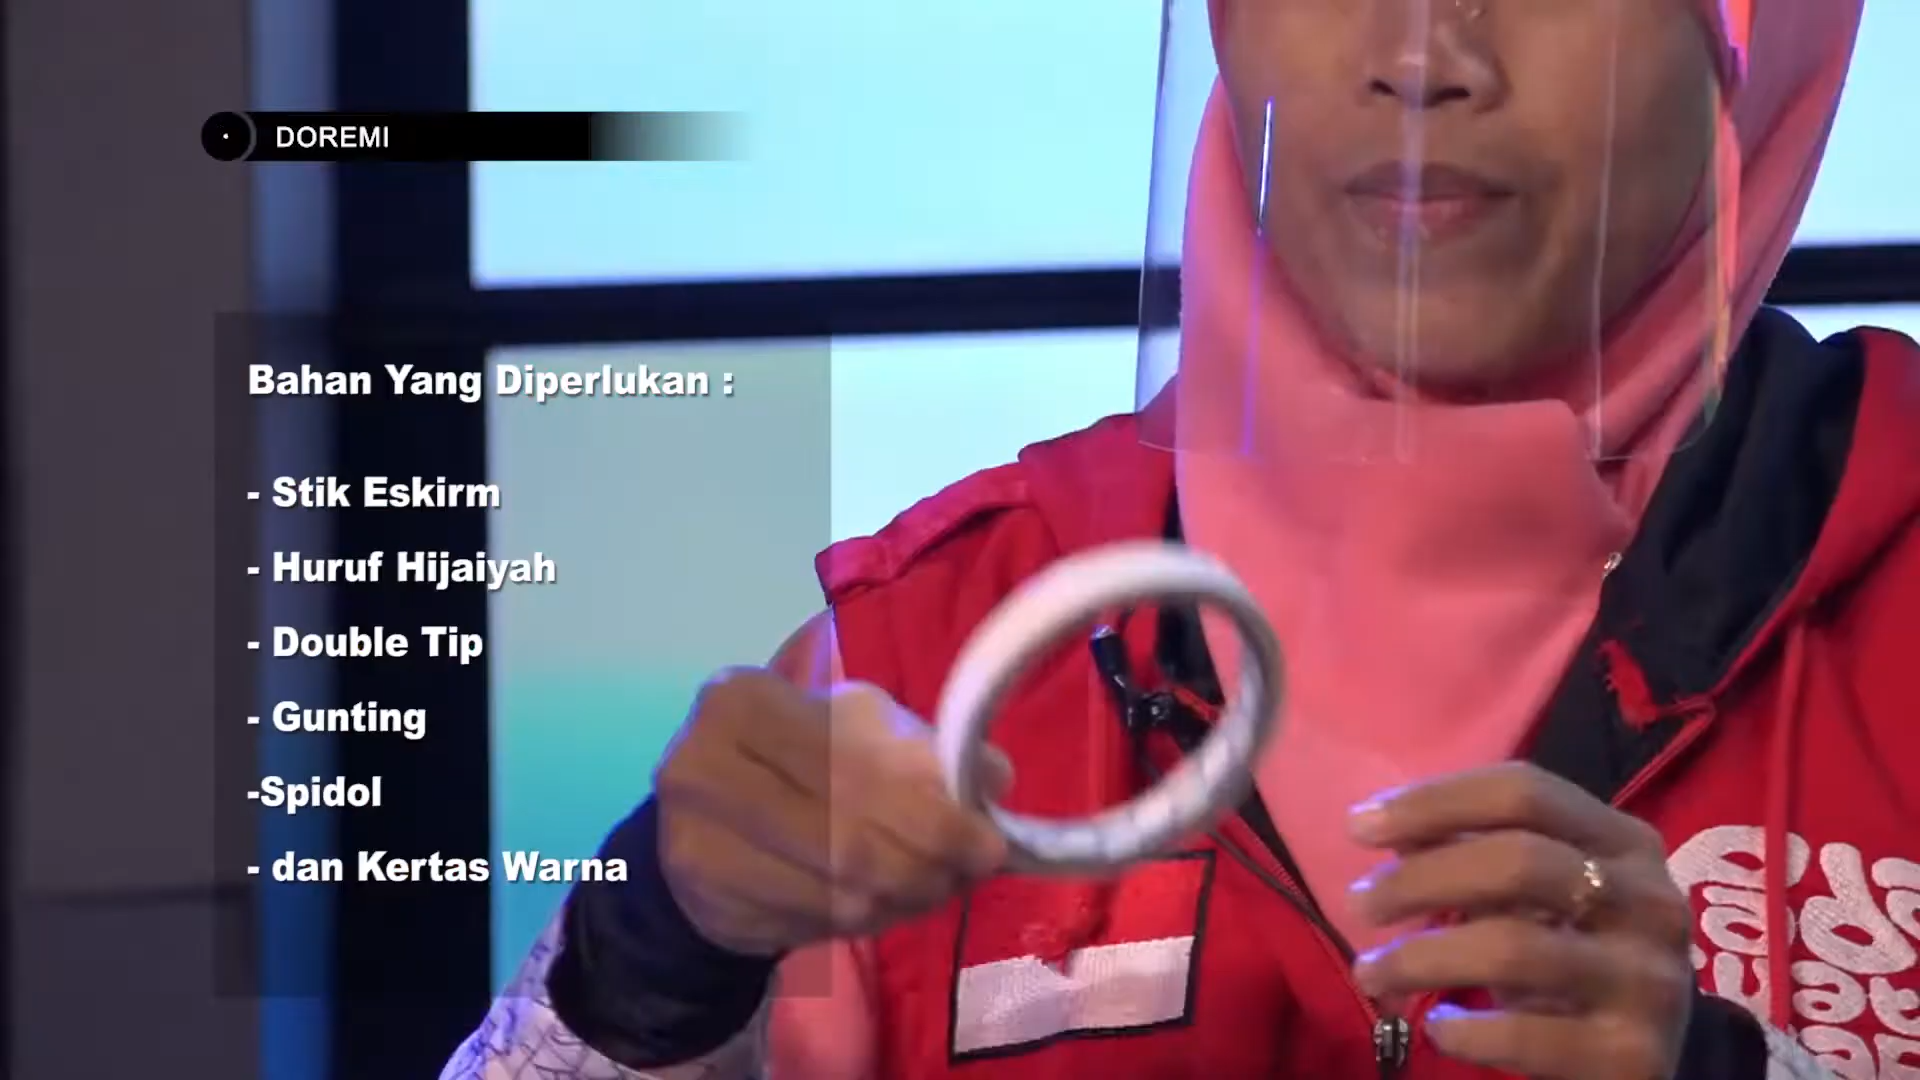 DOREMI
Bahan Yang Diperlukan :
- Stik Eskirm
- Huruf Hijaiyah
- Double Tip
- Gunting
-Spidol
- dan Kertas Warna